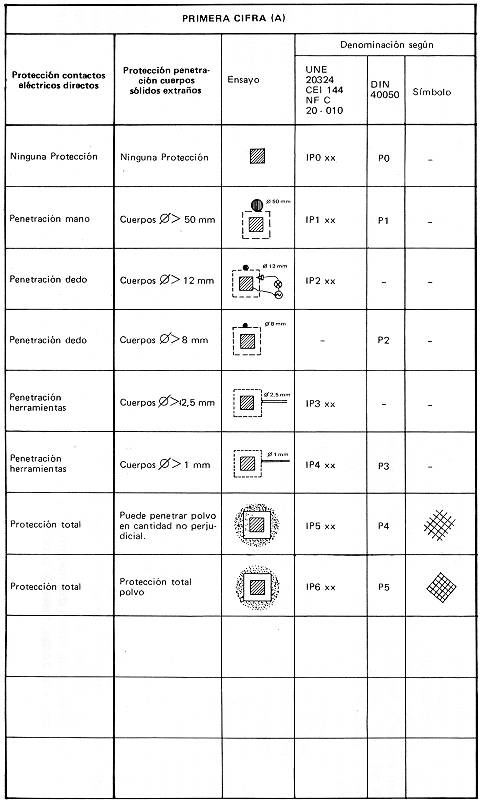 PRIMERA CIFRA (A)
Denominación según
Protección contactos
eléctricos directos
Protección penetra-
ción cuerpos
sólidos extraños
Ensayo
UNE
20324
CEI 144
NF C
20 - 010
DIN
40050
Símbolo
Ninguna Protección
Ninguna Protección
IP0 xx
P0
–
Penetración mano
Cuerpos Ø> 50 mm
Ø 50 mm
IP1 xx
P1
–
Penetración dedo
Cuerpos Ø> 12 mm
Ø 12 mm
IP2 xx
–
–
Penetración dedo
Cuerpos Ø>8 mm
Ø 8 mm
–
P2
–
Penetración
herramientas
Cuerpos Ø>2,5 mm
Ø 2,5 mm
IP3 xx
–
–
Penetración
herramientas
Cuerpos Ø> 1 mm
Ø 1 mm
IP4 xx
P3
–
Protección total
Puede penetrar polvo
en cantidad no perju-
dicial.
IP5 xx
P4
Protección total
Protección total
polvo
IP6 xx
P5